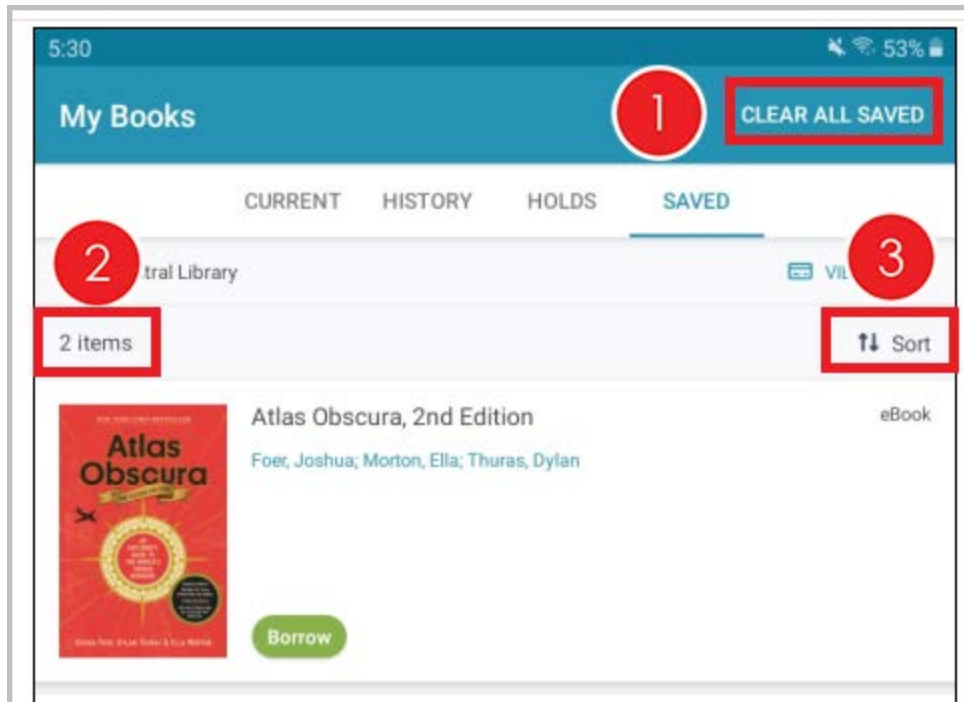 5:30 53%
My Books 1 CLEAR ALL SAVED
CURRENT HISTORY HOLDS SAVED
2 tral Library 3
2 items Sort
Atlas Obscura, 2nd Edition eBook
Foer, Joshua; Morton, Ella; Thuras, Dylan
Atlas
Obscura
Borrow